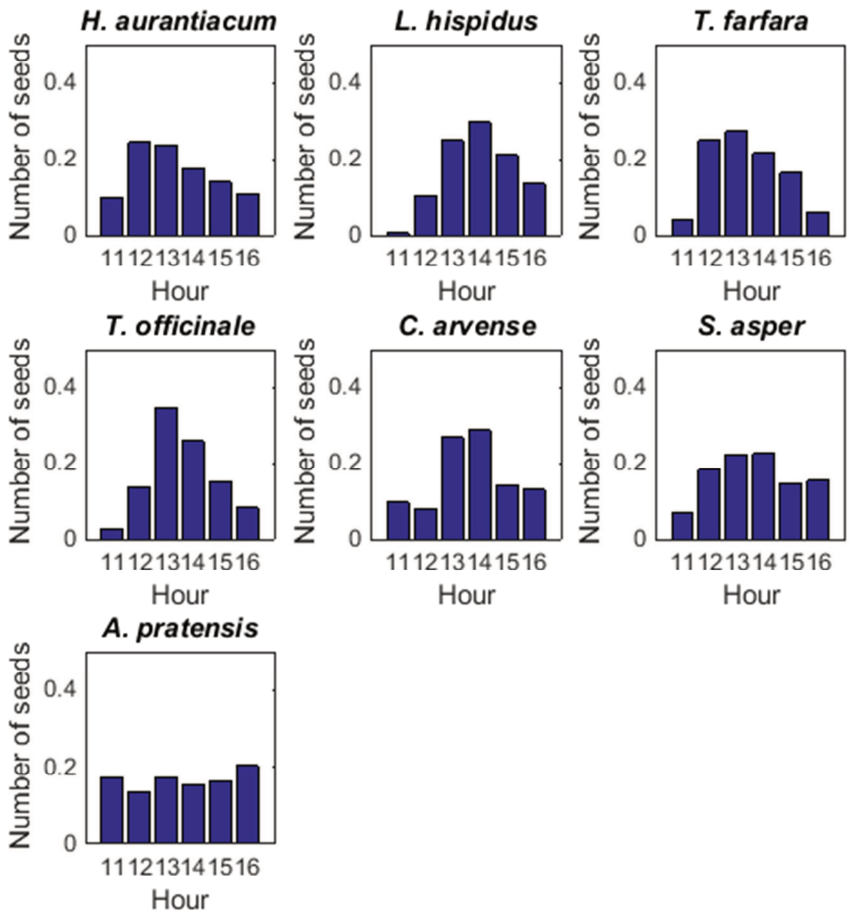 H. aurantiacum
Number of seeds
0.4
0.2
0
11 12 13 14 15 16
Hour
L. hispidus
Number of seeds
0.4
0.2
0
11 12 13 14 15 16
Hour
T. farfara
Number of seeds
0.4
0.2
0
11 12 13 14 15 16
Hour
T. officinale
Number of seeds
0.4
0.2
0
11 12 13 14 15 16
Hour
C. arvense
Number of seeds
0.4
0.2
0
11 12 13 14 15 16
Hour
S. asper
Number of seeds
0.4
0.2
0
11 12 13 14 15 16
Hour
A. pratensis
Number of seeds
0.4
0.2
0
11 12 13 14 15 16
Hour